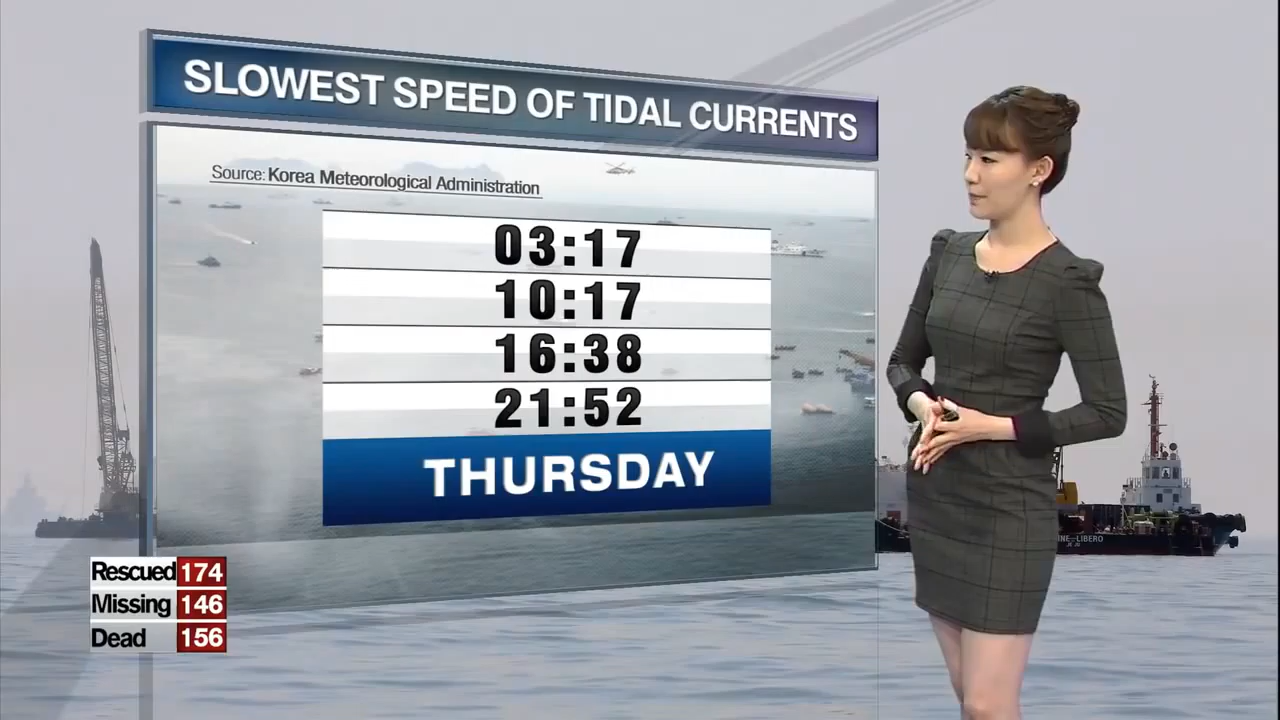 SLOWEST SPEED OF TIDAL CURRENTS
Source: Korea Meteorological Administration
03:17
10:17
16:38
21:52
THURSDAY
Rescued 174
Missing 146
Dead 156
LIBERO